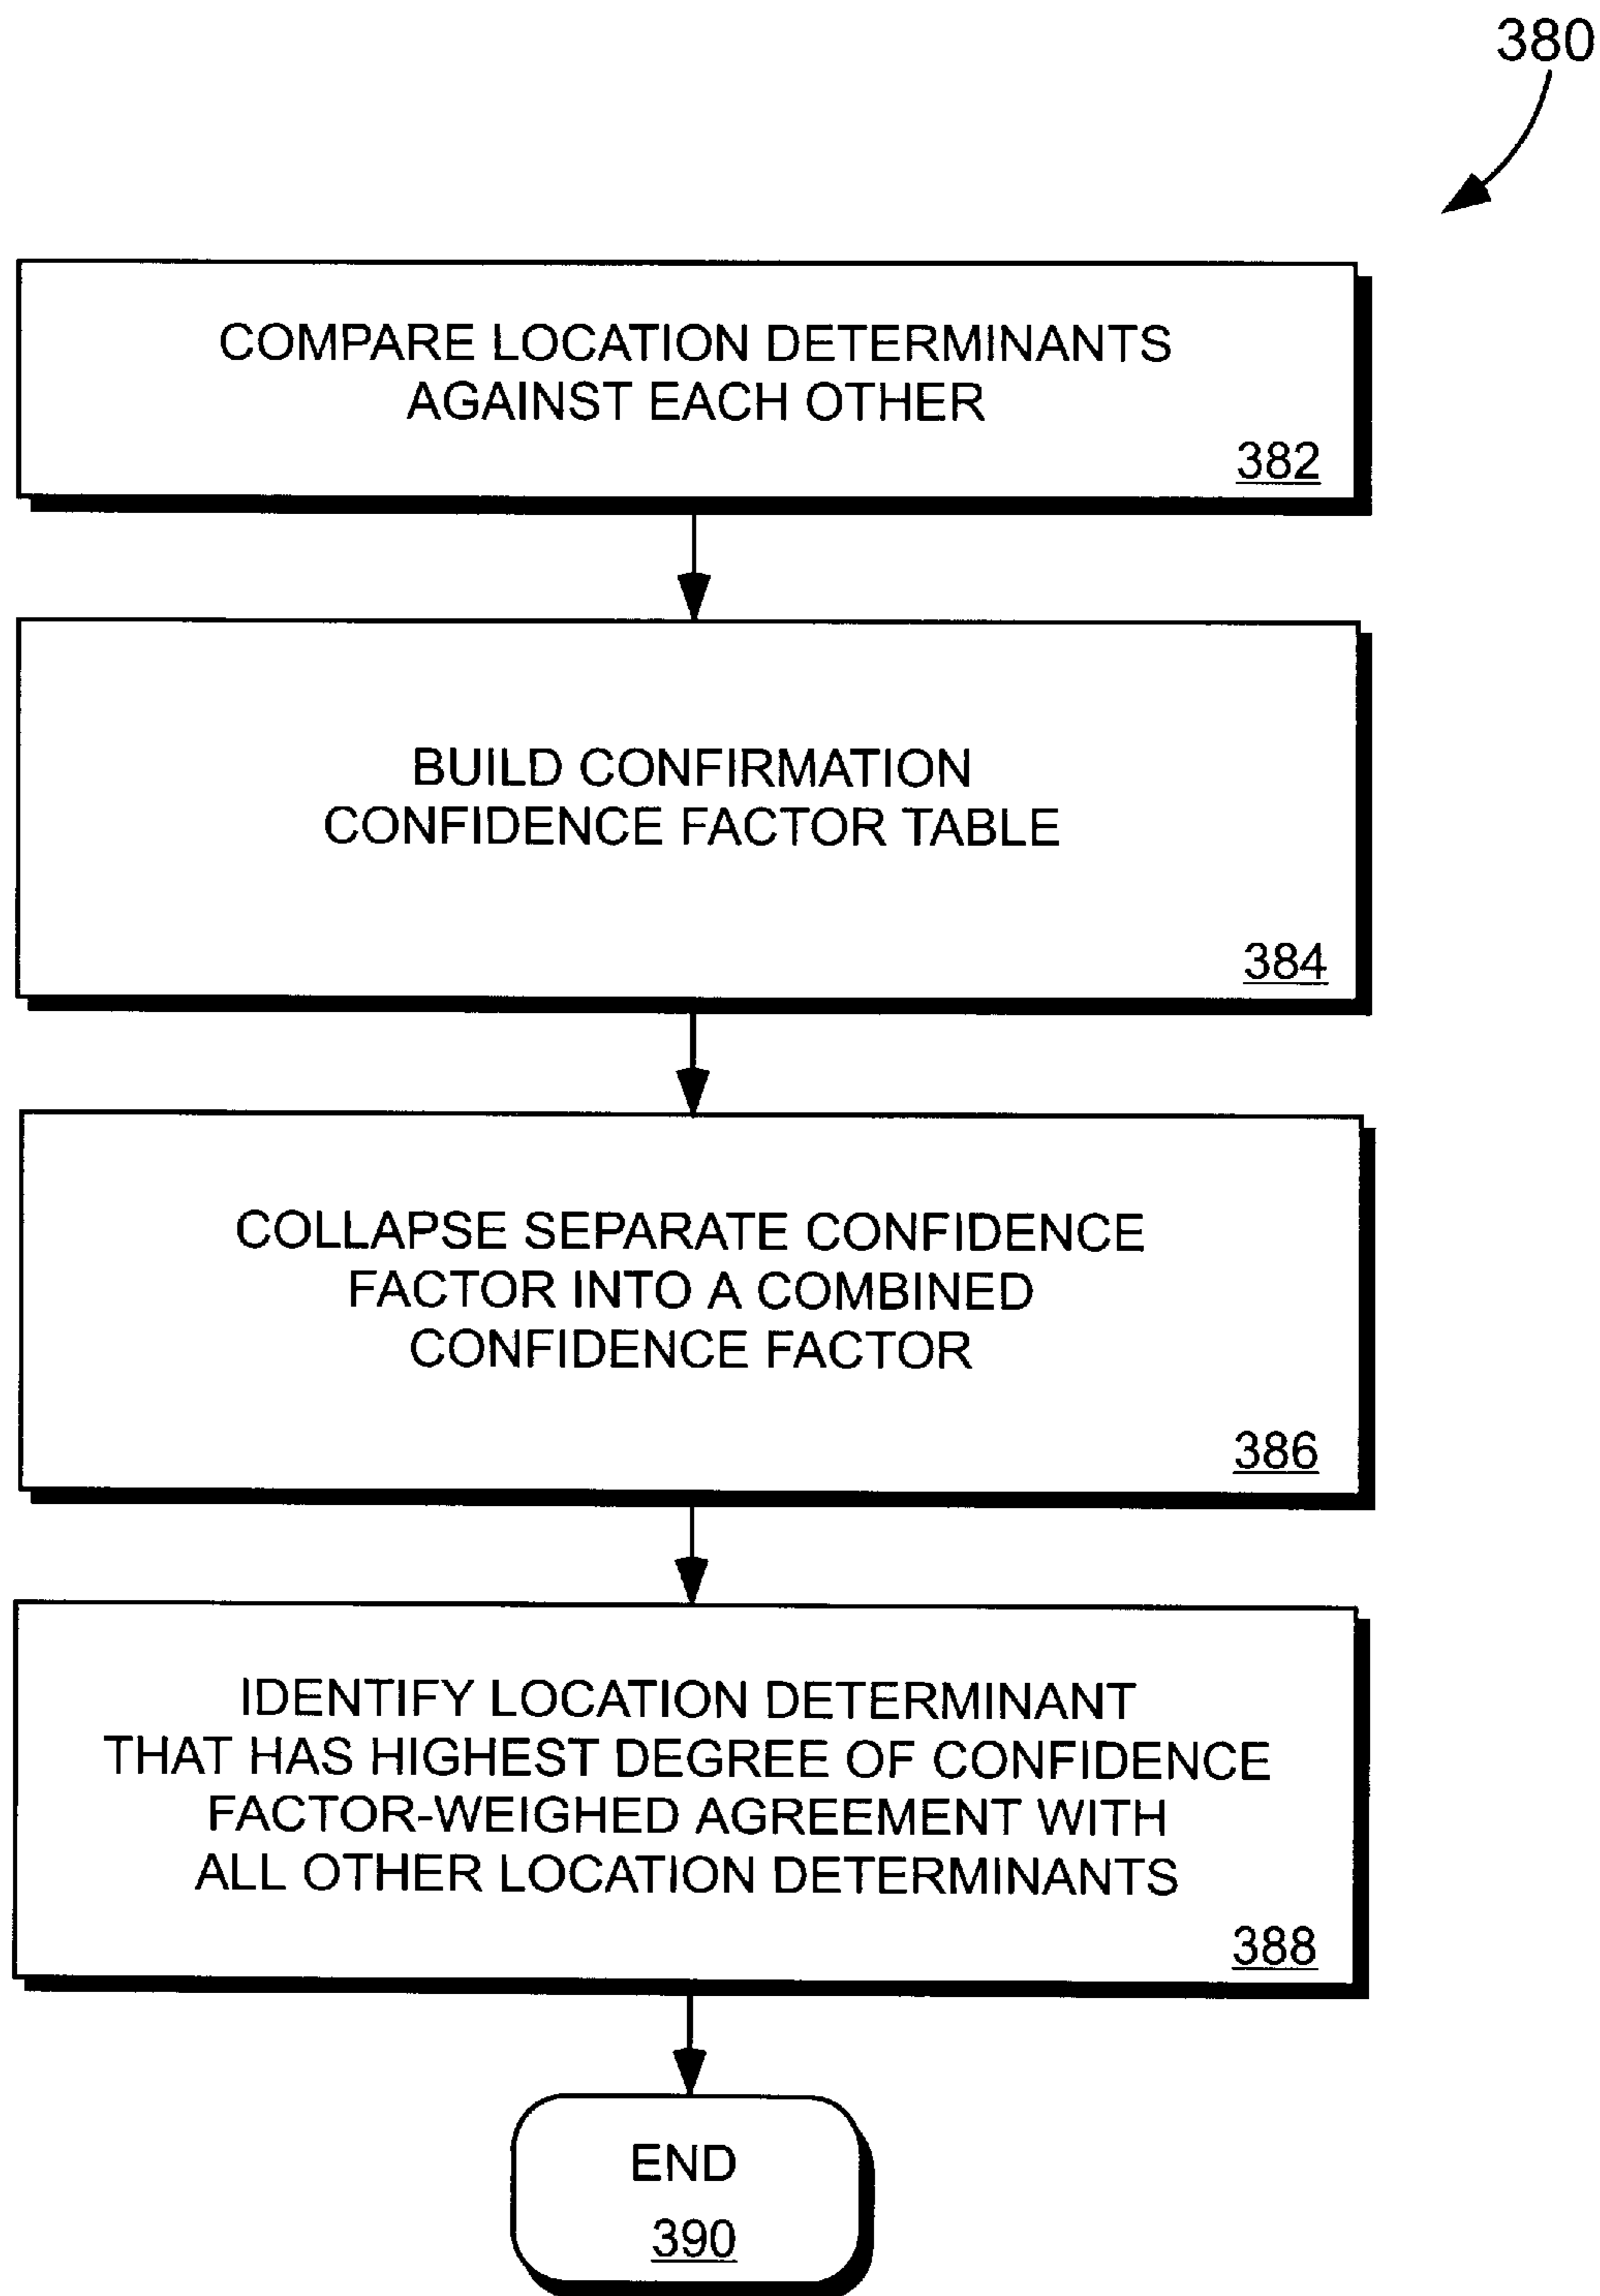 380
COMPARE LOCATION DETERMINANTS
AGAINST EACH OTHER
382
BUILD CONFIRMATION
CONFIDENCE FACTOR TABLE
384
COLLAPSE SEPARATE CONFIDENCE
FACTOR INTO A COMBINED
CONFIDENCE FACTOR
386
IDENTIFY LOCATION DETERMINANT
THAT HAS HIGHEST DEGREE OF CONFIDENCE
FACTOR-WEIGHED AGREEMENT WITH
ALL OTHER LOCATION DETERMINANTS
388
END
390